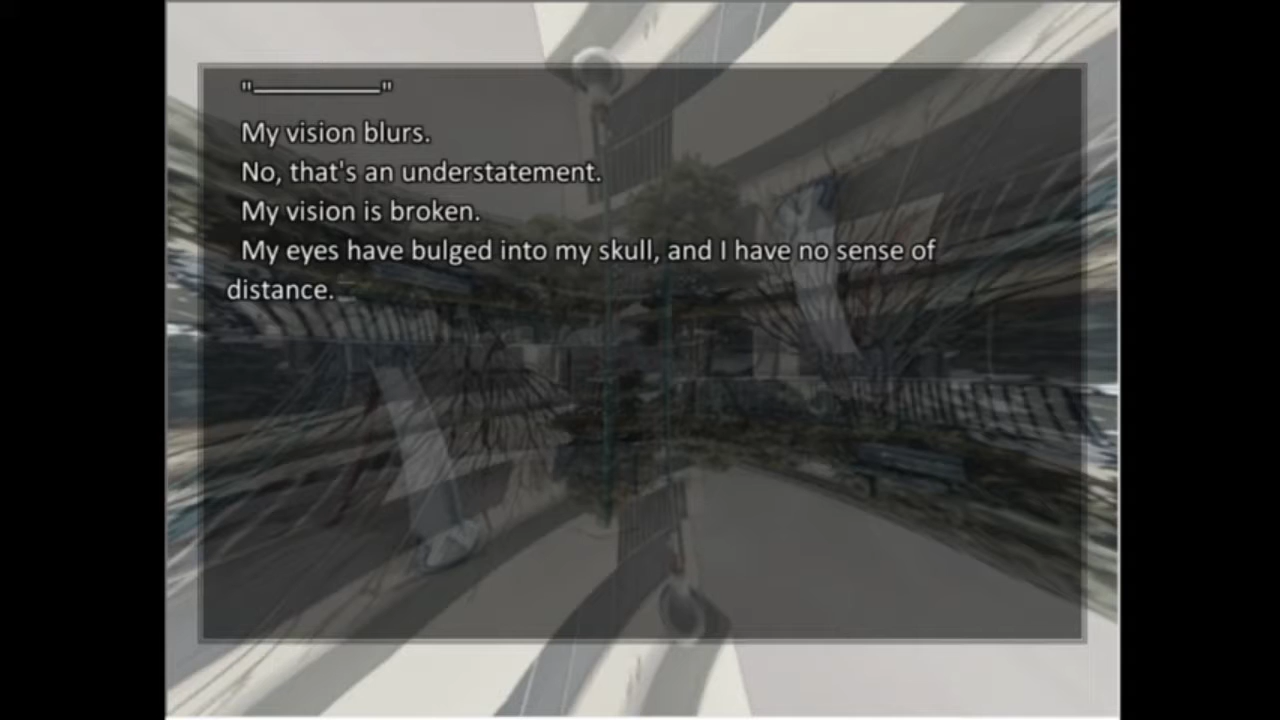 "―――――"
My vision blurs.
No, that's an understatement.
My vision is broken.
My eyes have bulged into my skull, and I have no sense of
distance.